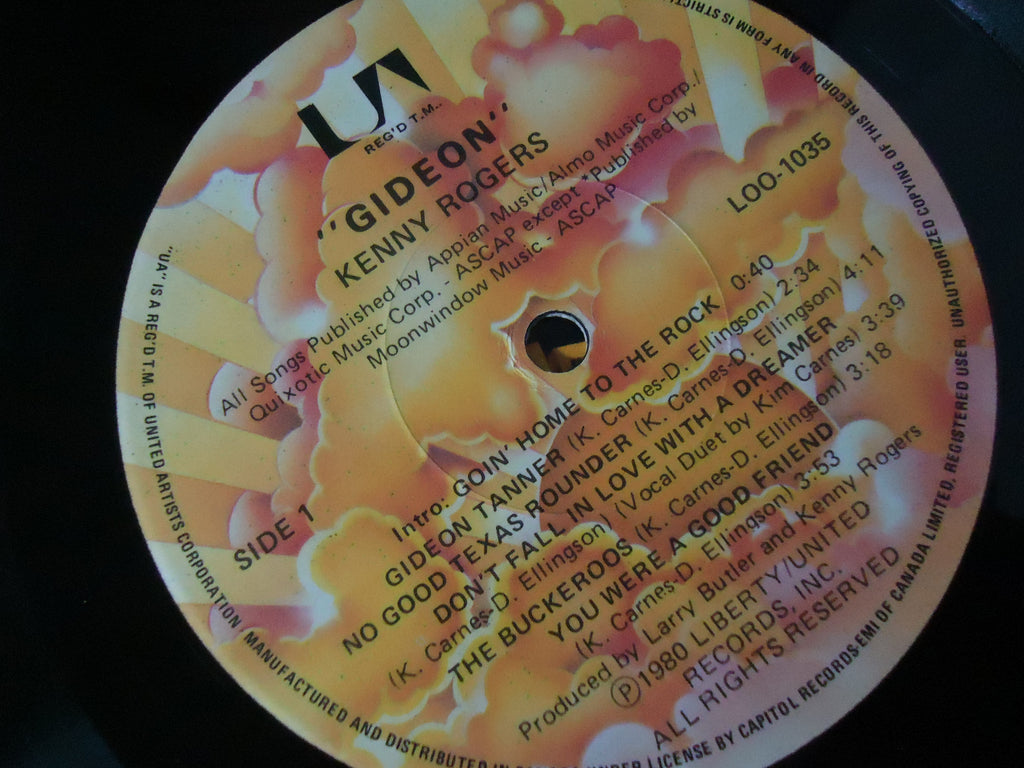 UA
REG'D T.M.
"GIDEON"
KENNY ROGERS
All Songs Published by Appian Music/Almo Music Corp./
Quixotic Music Corp. - ASCAP except *Published by
Moonwindow Music - ASCAP
LOO-1035
SIDE 1
Intro: GOIN' HOME TO THE ROCK 0:40
GIDEON TANNER (K. Carnes-D. Ellingson) 2:34
NO GOOD TEXAS ROUNDER (K. Carnes-D. Ellingson) 4:11
DON'T FALL IN LOVE WITH A DREAMER
(K. Carnes-D. Ellingson) (Vocal Duet by Kim Carnes) 3:39
THE BUCKEROOS (K. Carnes-D. Ellingson) 3:18
YOU WERE A GOOD FRIEND
(K. Carnes-D. Ellingson) 3:53
Produced by Larry Butler and Kenny Rogers
Ⓟ1980 LIBERTY/UNITED
RECORDS, INC.
ALL RIGHTS RESERVED
"UA" IS A REG'D T.M. OF UNITED ARTISTS CORPORATION / MANUFACTURED AND DISTRIBUTED IN UNDER LICENSE BY CAPITOL RECORDS-EMI OF CANADA LIMITED, REGISTERED USER. UNAUTHORIZED COPYING OF THIS RECORD IN ANY FORM IS